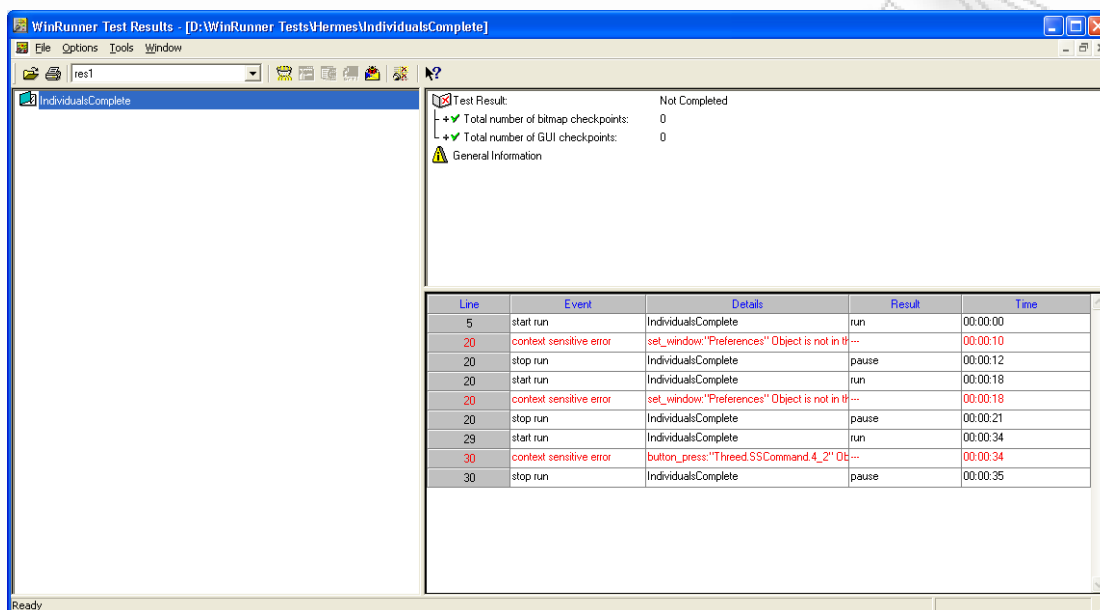 WinRunner Test Results - [D:\WinRunner Tests\Hermes\IndividualsComplete]
File Options Tools Window
res1
IndividualsComplete
Test Result: Not Completed
Total number of bitmap checkpoints: 0
Total number of GUI checkpoints: 0
General Information
Line Event Details Result Time
5 start run IndividualsComplete run 00:00:00
20 context sensitive error set_window:"Preferences" Object is not in th --- 00:00:10
20 stop run IndividualsComplete pause 00:00:12
20 start run IndividualsComplete run 00:00:18
20 context sensitive error set_window:"Preferences" Object is not in th --- 00:00:18
20 stop run IndividualsComplete pause 00:00:21
29 start run IndividualsComplete run 00:00:34
30 context sensitive error button_press:"Threed.SSCommand.4_2" Ob --- 00:00:34
30 stop run IndividualsComplete pause 00:00:35
Ready